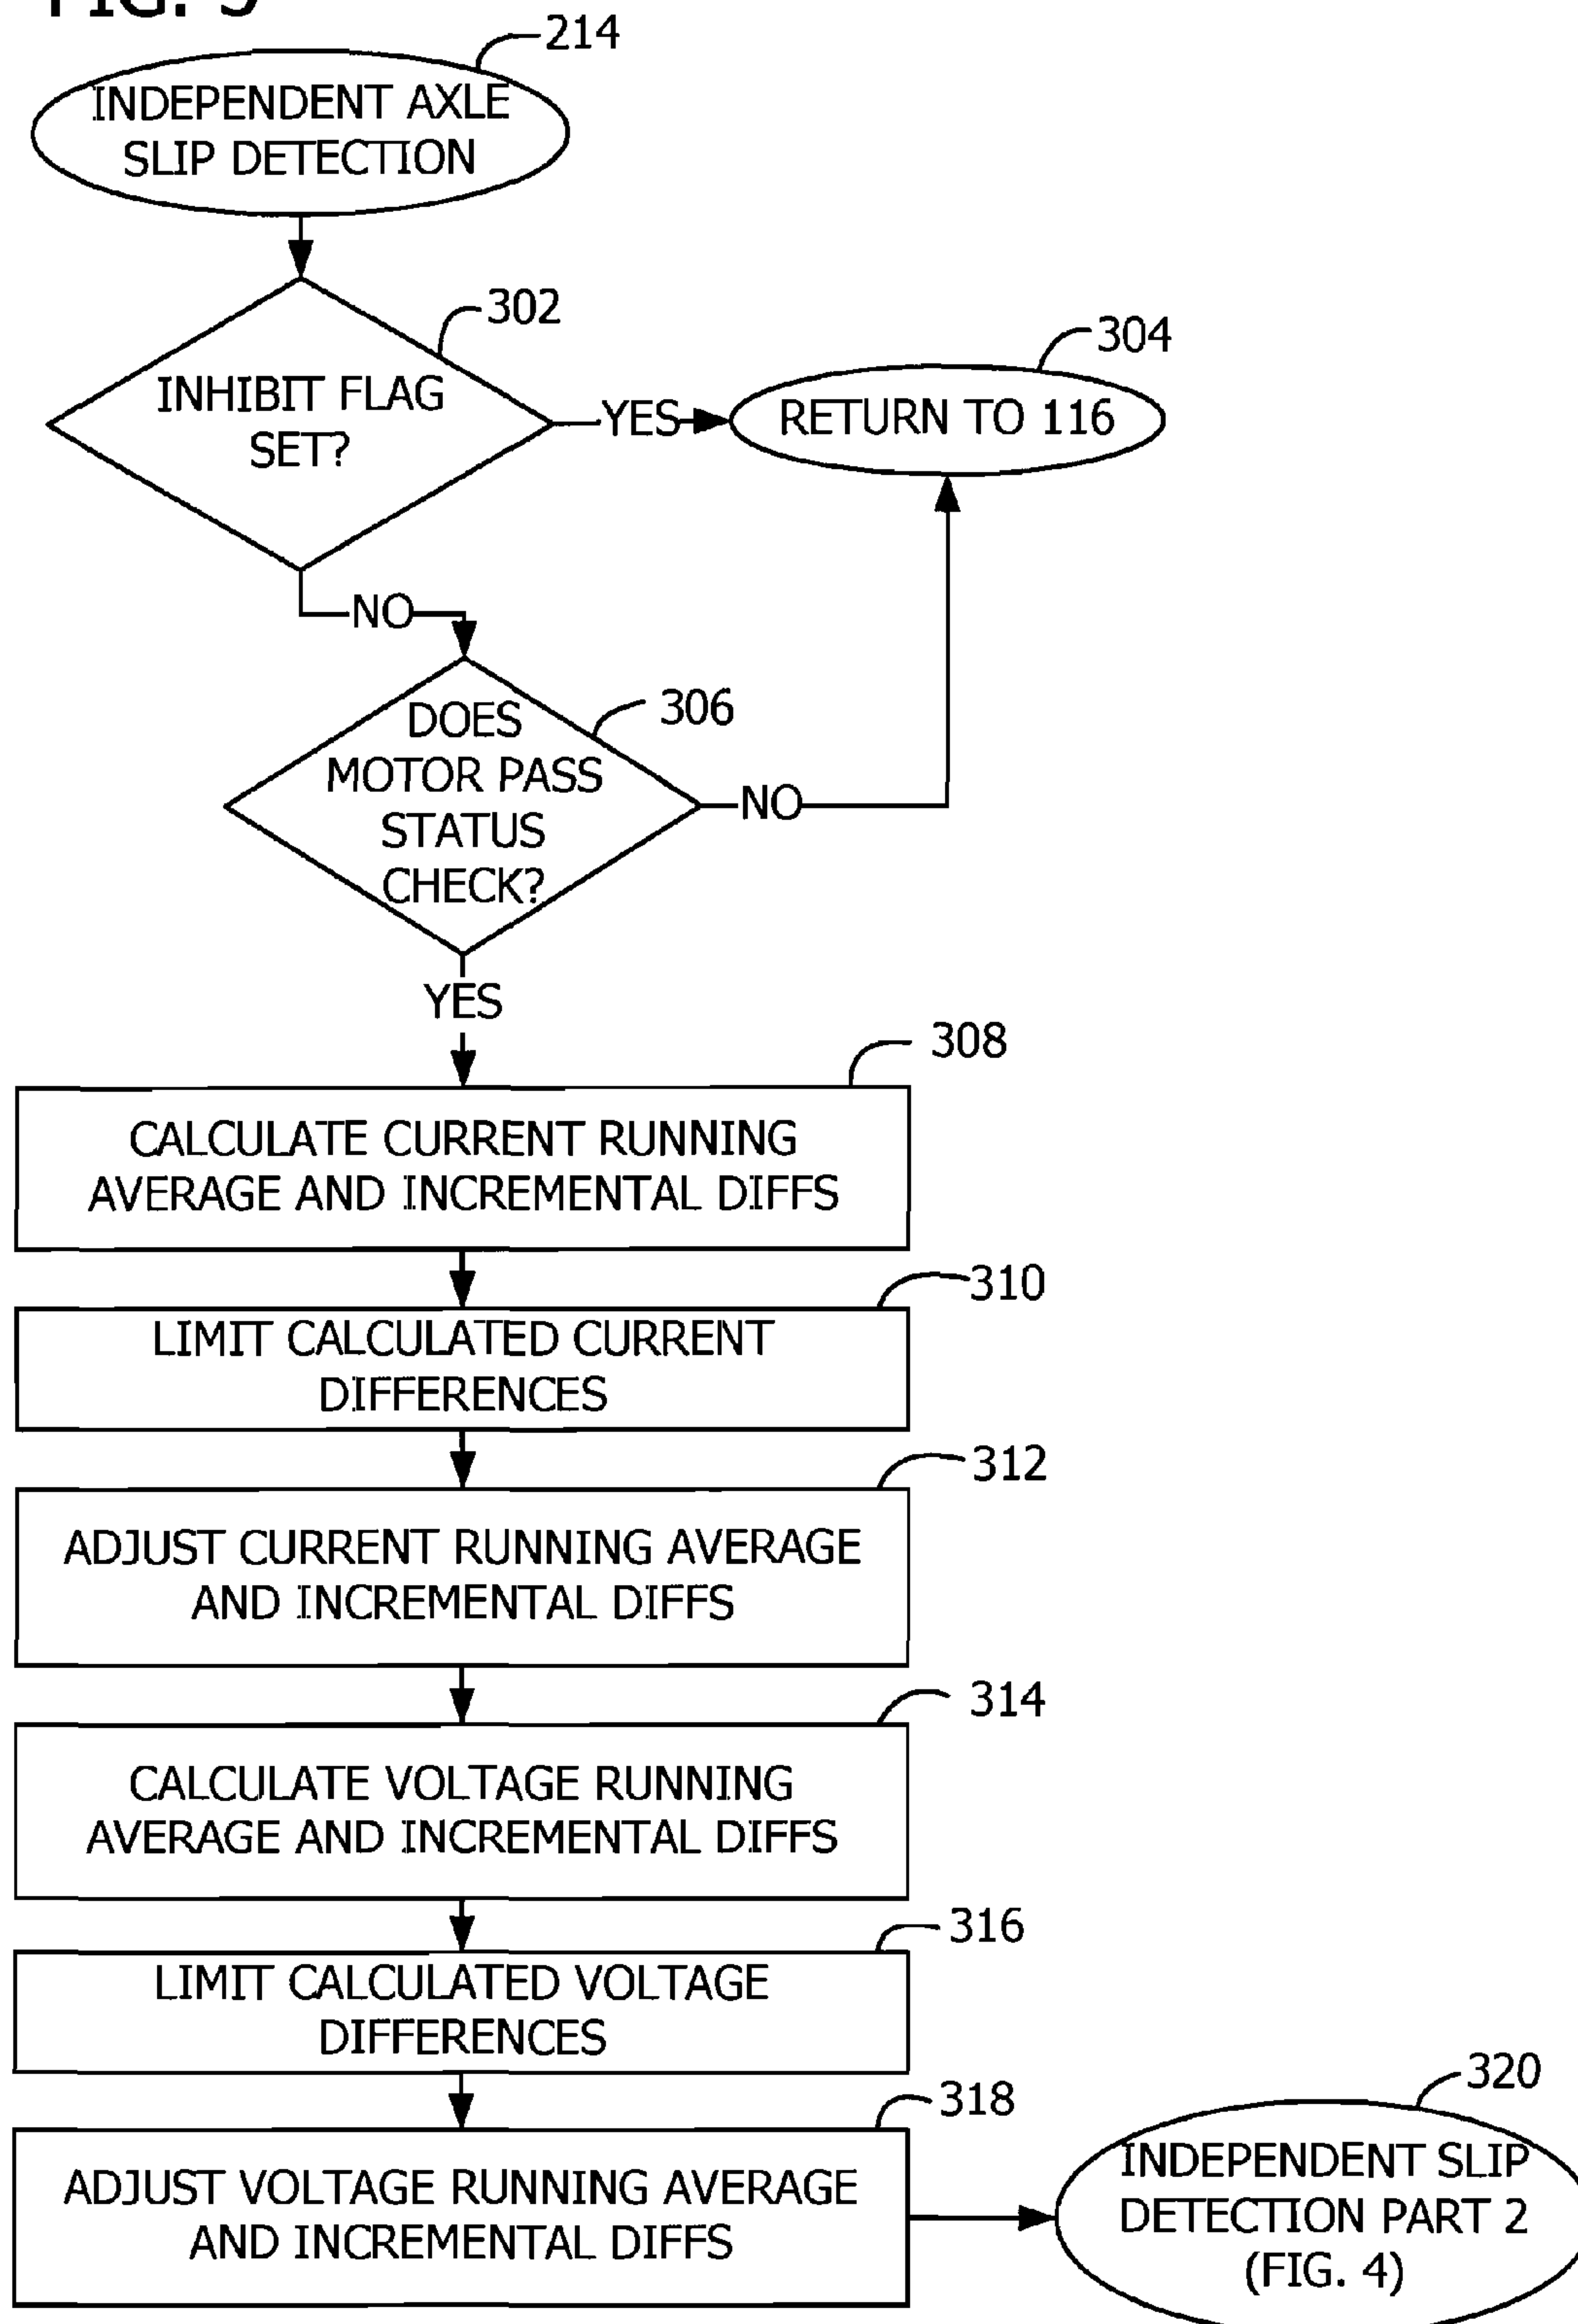 FIG.
214
INDEPENDENT AXLE
SLIP DETECTION
302
INHIBIT FLAG
SET?
YES
304
RETURN TO 116
NO
306
DOES
MOTOR PASS
STATUS
CHECK?
NO
YES
308
CALCULATE CURRENT RUNNING
AVERAGE AND INCREMENTAL DIFFS
310
LIMIT CALCULATED CURRENT
DIFFERENCES
312
ADJUST CURRENT RUNNING AVERAGE
AND INCREMENTAL DIFFS
314
CALCULATE VOLTAGE RUNNING
AVERAGE AND INCREMENTAL DIFFS
316
LIMIT CALCULATED VOLTAGE
DIFFERENCES
318
ADJUST VOLTAGE RUNNING AVERAGE
AND INCREMENTAL DIFFS
320
INDEPENDENT SLIP
DETECTION PART 2
(FIG. 4)